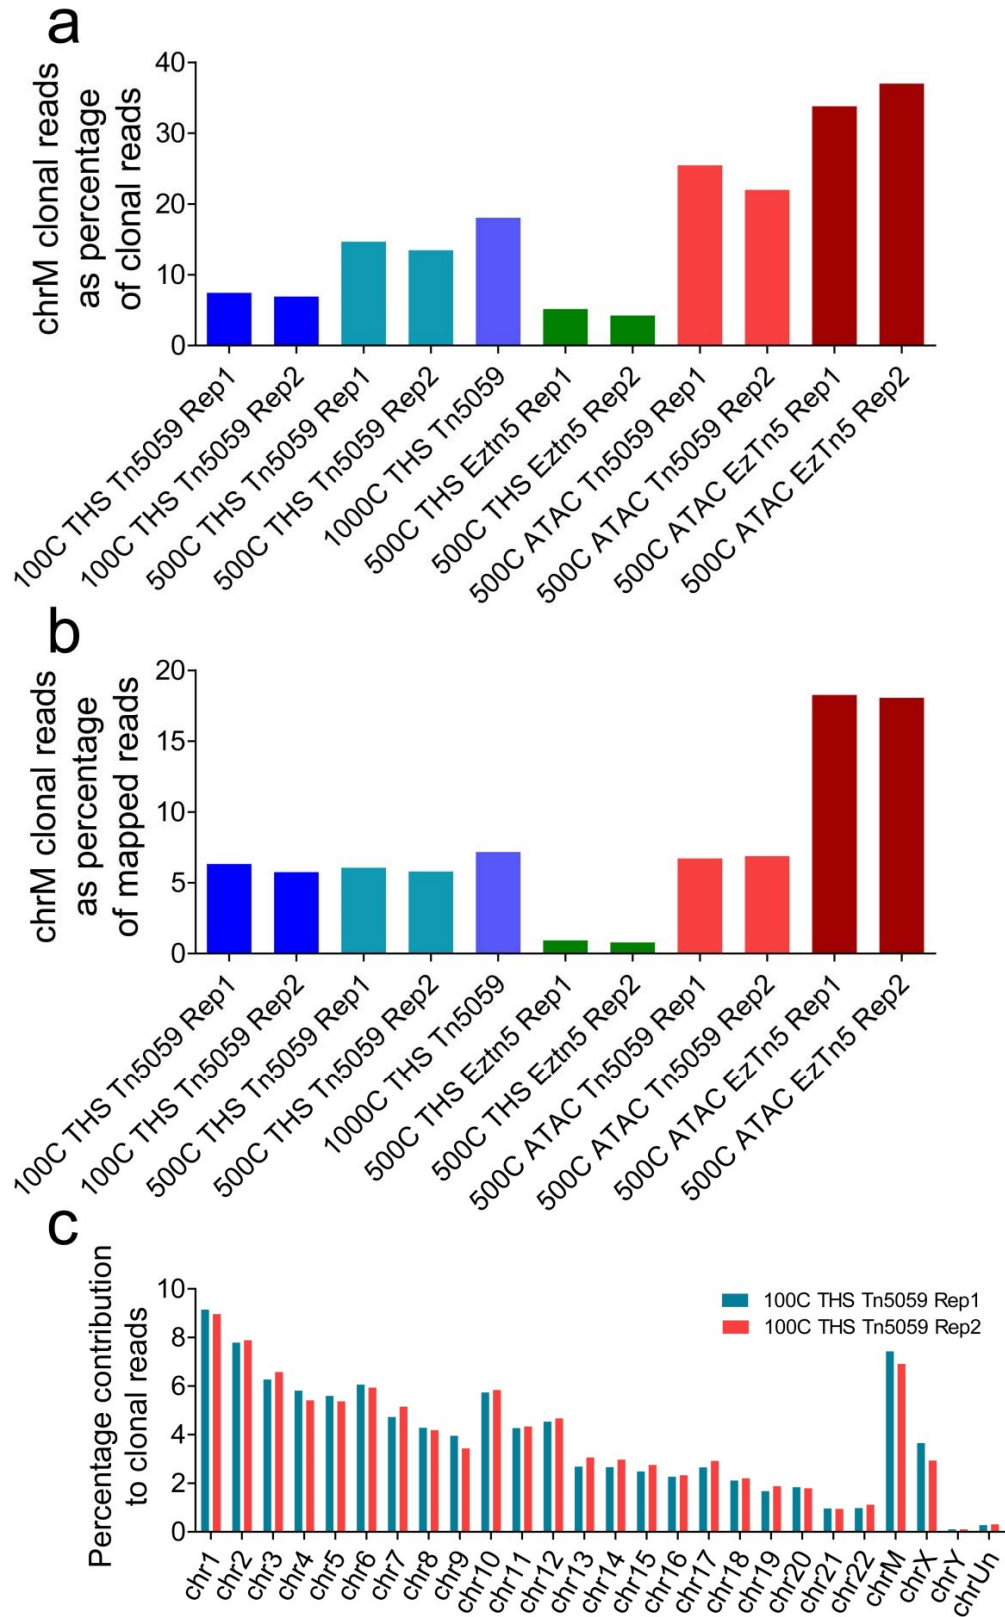 a
chrM clonal reads
as percentage
of clonal reads
40
30
20
10
0
100C THS Tn5059 Rep1
100C THS Tn5059 Rep2
500C THS Tn5059 Rep1
500C THS Tn5059 Rep2
1000C THS Tn5059
500C THS Eztn5 Rep1
500C THS Eztn5 Rep2
500C ATAC Tn5059 Rep1
500C ATAC Tn5059 Rep2
500C ATAC EzTn5 Rep1
500C ATAC EzTn5 Rep2
b
chrM clonal reads
as percentage
of mapped reads
20
15
10
5
0
100C THS Tn5059 Rep1
100C THS Tn5059 Rep2
500C THS Tn5059 Rep1
500C THS Tn5059 Rep2
1000C THS Tn5059
500C THS Eztn5 Rep1
500C THS Eztn5 Rep2
500C ATAC Tn5059 Rep1
500C ATAC Tn5059 Rep2
500C ATAC EzTn5 Rep1
500C ATAC EzTn5 Rep2
c
Percentage contribution
to clonal reads
10
8
6
4
2
0
100C THS Tn5059 Rep1
100C THS Tn5059 Rep2
chr1
chr2
chr3
chr4
chr5
chr6
chr7
chr8
chr9
chr10
chr11
chr12
chr13
chr14
chr15
chr16
chr17
chr18
chr19
chr20
chr21
chr22
chrM
chrX
chrY
chrUn